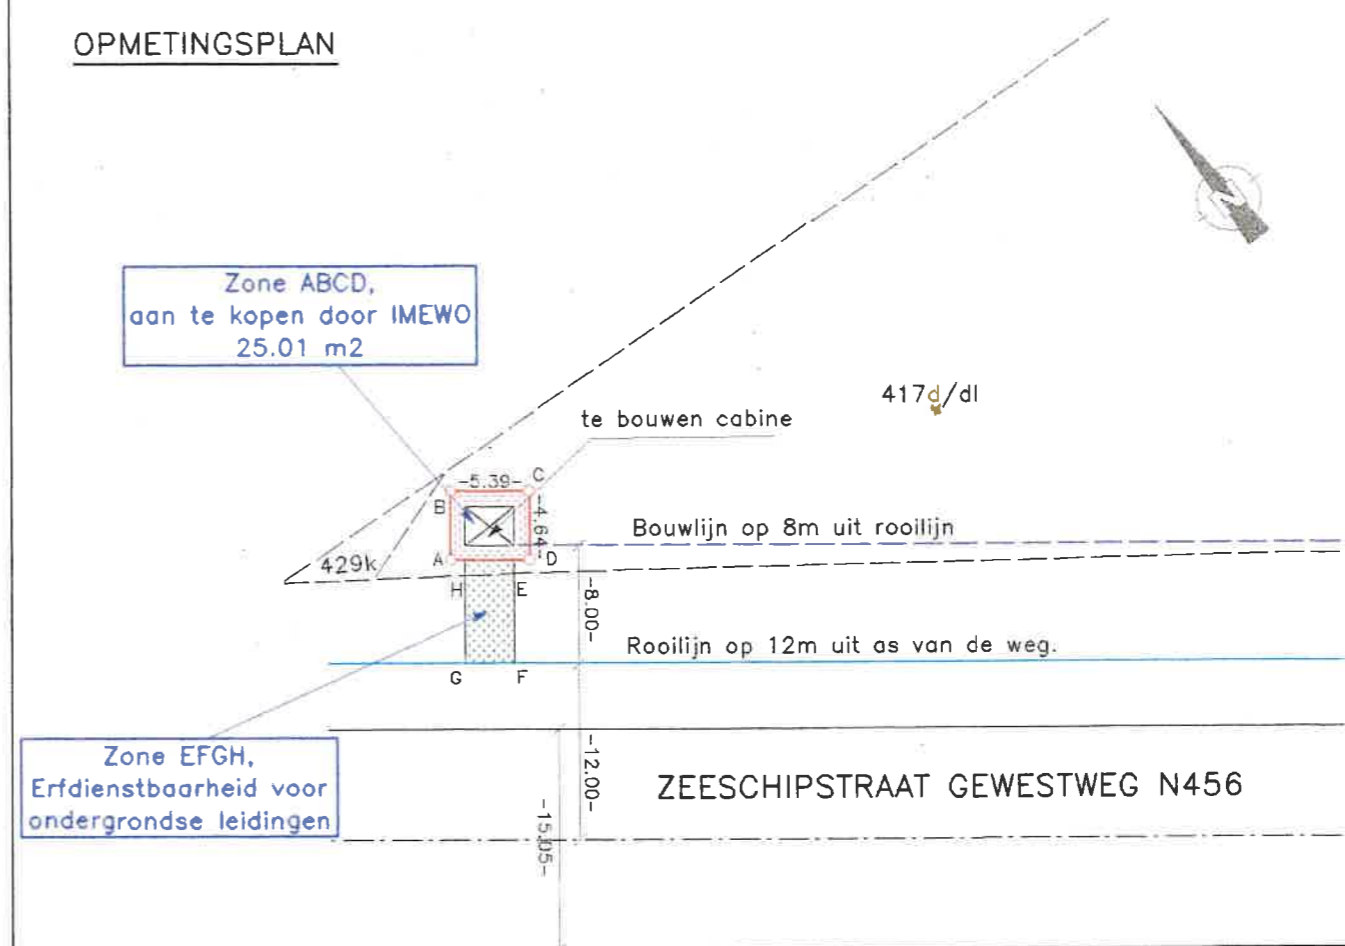 OPMETINGSPLAN
N
Zone ABCD,
aan te kopen door IMEWO
25.01 m2
417d/dl
te bouwen cabine
-5.39-
C
B
-4.64-
Bouwlijn op 8m uit rooilijn
A
D
429k
H
E
-8.00-
Rooilijn op 12m uit as van de weg.
G
F
Zone EFGH,
Erfdienstbaarheid voor
ondergrondse leidingen
-12.00-
ZEESCHIPSTRAAT GEWESTWEG N456
-15.05-